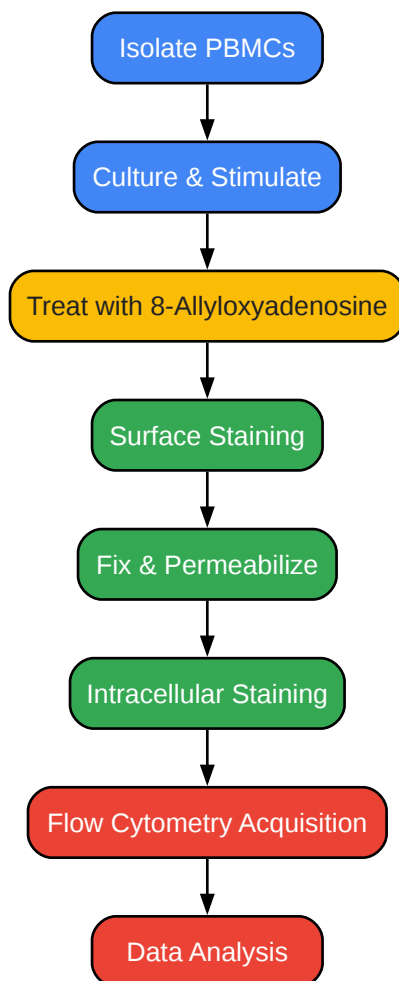 Isolate PBMCs
Culture & Stimulate
Treat with 8-Allyloxyadenosine
Surface Staining
Fix & Permeabilize
Intracellular Staining
Flow Cytometry Acquisition
Data Analysis